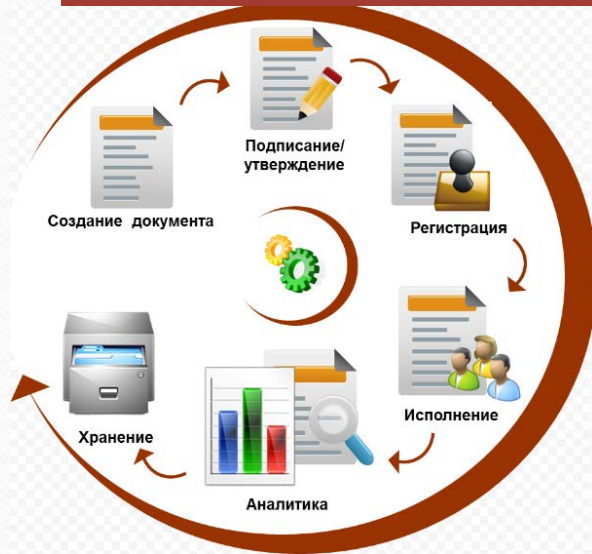 Создание документа
Подписание/
утверждение
Регистрация
Исполнение
Аналитика
Хранение